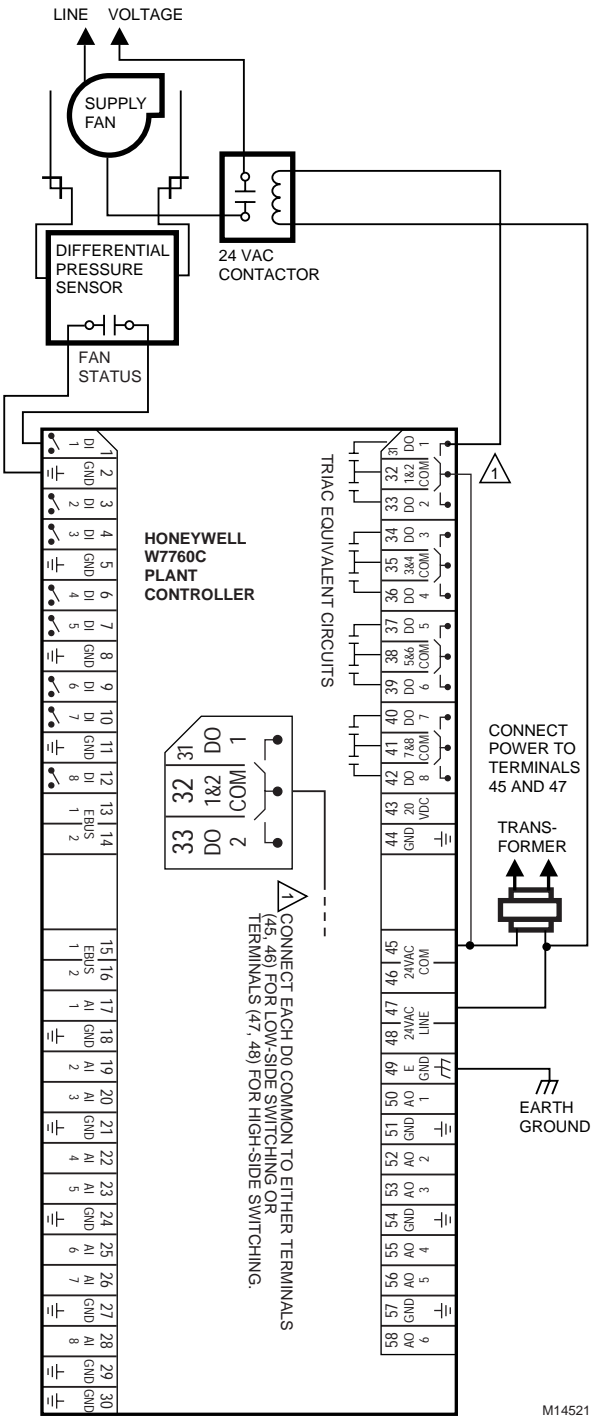 LINE VOLTAGE
SUPPLY
FAN
24 VAC
CONTACTOR
DIFFERENTIAL
PRESSURE
SENSOR
FAN
STATUS
HONEYWELL
W7760C
PLANT
CONTROLLER
TRIAC EQUIVALENT CIRCUITS
1
DI 1
2
GND
3
DI 2
4
DI 3
5
GND
6
DI 4
7
DI 5
8
GND
9
DI 6
10
DI 7
11
GND
12
DI 8
13
14
EBUS
1
2
15
16
EBUS
1
2
17
AI 1
18
GND
19
AI 2
20
AI 3
21
GND
22
AI 4
23
AI 5
24
GND
25
AI 6
26
AI 7
27
GND
28
AI 8
29
GND
30
GND
31
DO 1
32
1&2
COM
33
DO 2
34
DO 3
35
3&4
COM
36
DO 4
37
DO 5
38
5&6
COM
39
DO 6
40
DO 7
41
7&8
COM
42
DO 8
43
20
VDC
44
GND
45
46
24VAC
COM
47
48
24VAC
LINE
49
E
GND
50
AO 1
51
GND
52
AO 2
53
AO 3
54
GND
55
AO 4
56
AO 5
57
GND
58
AO 6
1
31
DO 1
32
1&2
COM
33
DO 2
1
CONNECT EACH D0 COMMON TO EITHER TERMINALS
(45, 46) FOR LOW-SIDE SWITCHING OR
TERMINALS (47, 48) FOR HIGH-SIDE SWITCHING.
CONNECT
POWER TO
TERMINALS
45 AND 47
TRANS-
FORMER
EARTH
GROUND
M14521